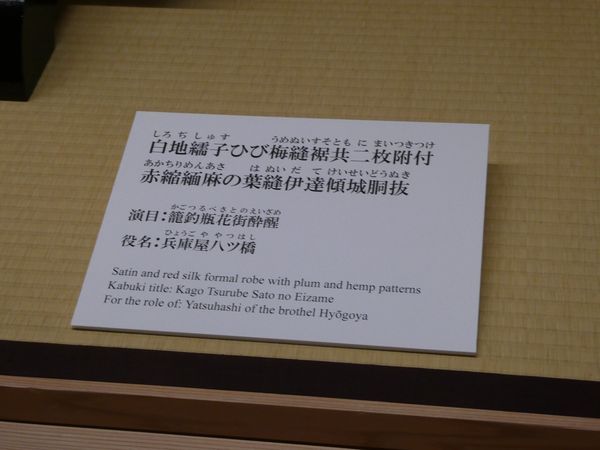 しろぢしゅす うめぬいすそともにまいつきつけ
白地繻子ひび梅縫裾共二枚附付
あかちりめんあさ はぬいだてけいせいどうぬき
赤縮緬麻の葉縫伊達傾城胴抜
かごつるべさとのえいざめ
演目:籠釣瓶花街酔醒
ひょうごややつはし
役名:兵庫屋八ツ橋
Satin and red silk formal robe with plum and hemp patterns
Kabuki title: Kago Tsurube Sato no Eizame
For the role of: Yatsuhashi of the brothel Hyōgoya